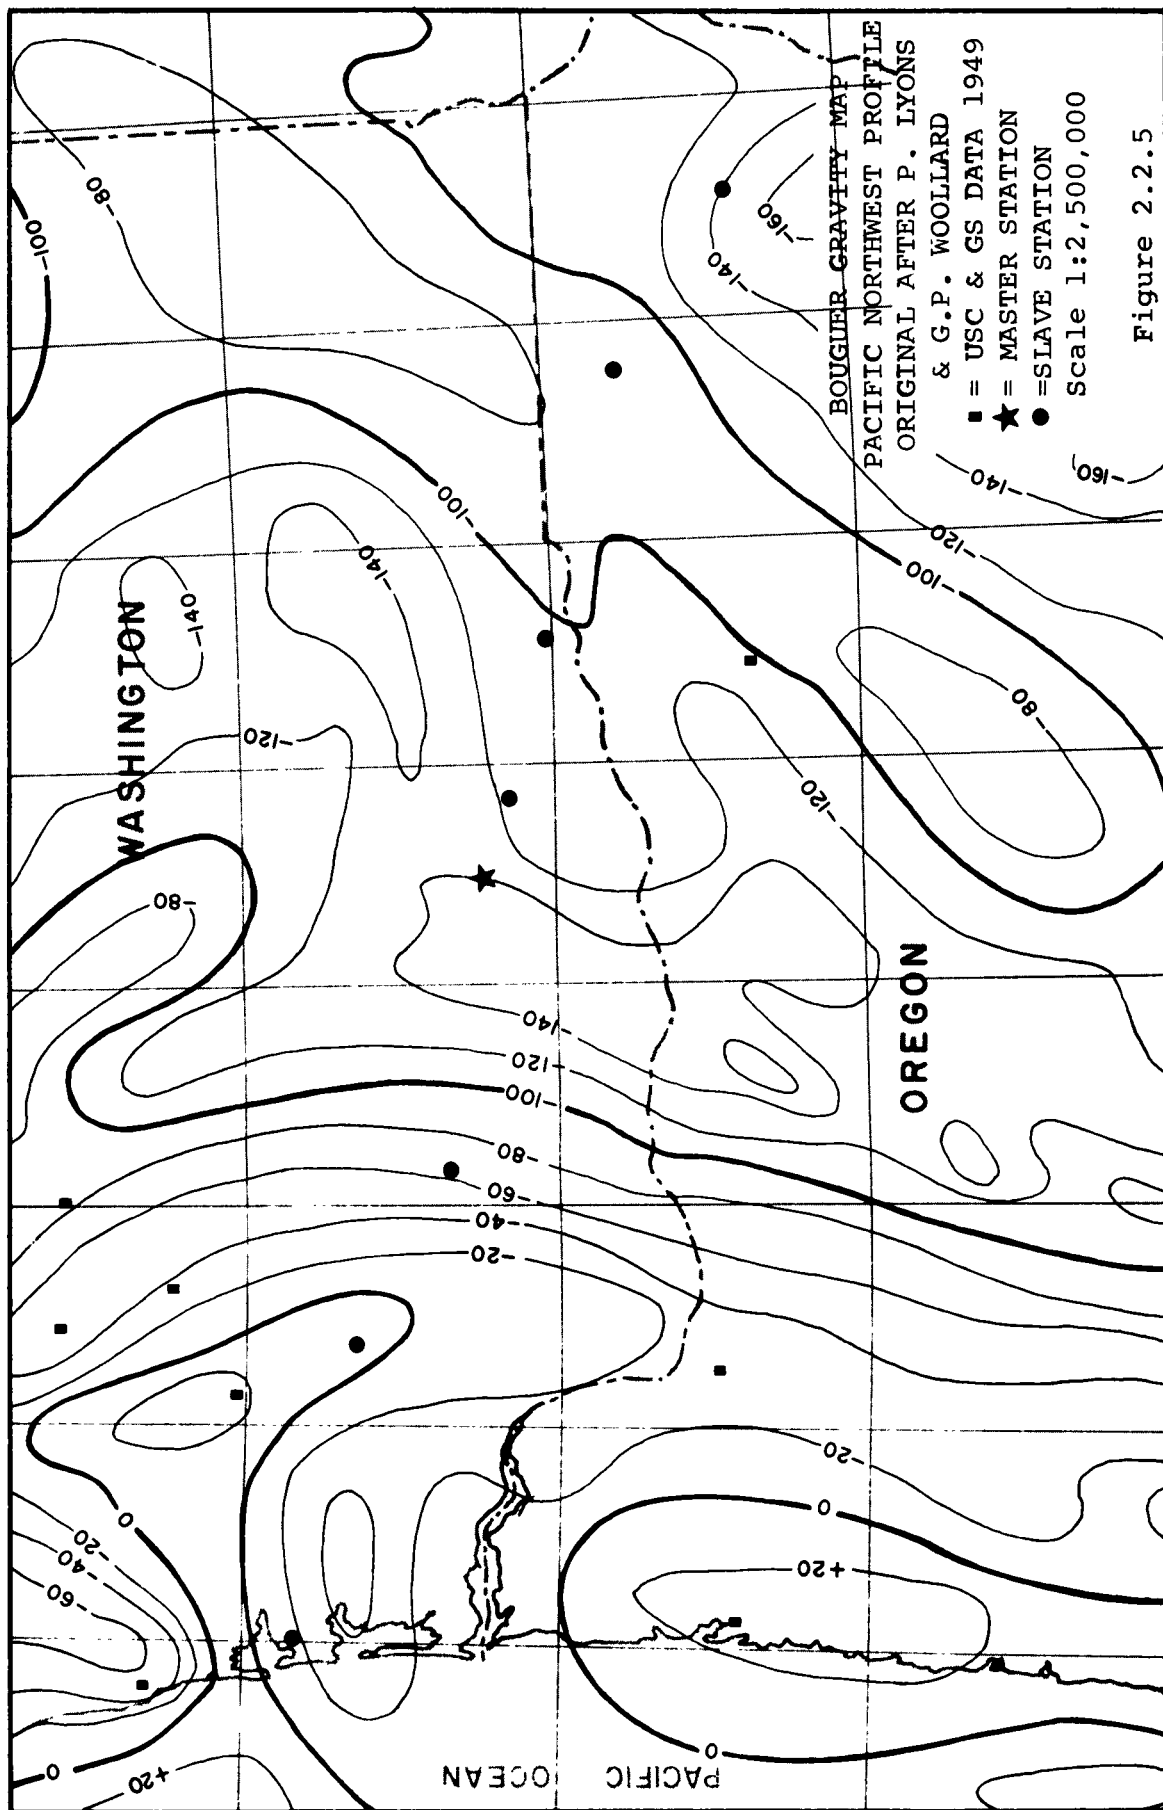 WASHINGTON
OREGON
PACIFIC OCEAN
BOUGUER GRAVITY MAP
PACIFIC NORTHWEST PROFILE
ORIGINAL AFTER P. LYONS
& G.P. WOOLLARD
■ = USC & GS DATA 1949
★ = MASTER STATION
● =SLAVE STATION
Scale 1:2,500,000
Figure 2.2.5
-100
-80
-100
-140
-140
-120
-80
-140
-120
-100
-80
-60
-40
-20
0
-20
-40
-60
0
+20
-160
-140
-160
-140
-120
-100
-80
-120
-20
0
+20
0